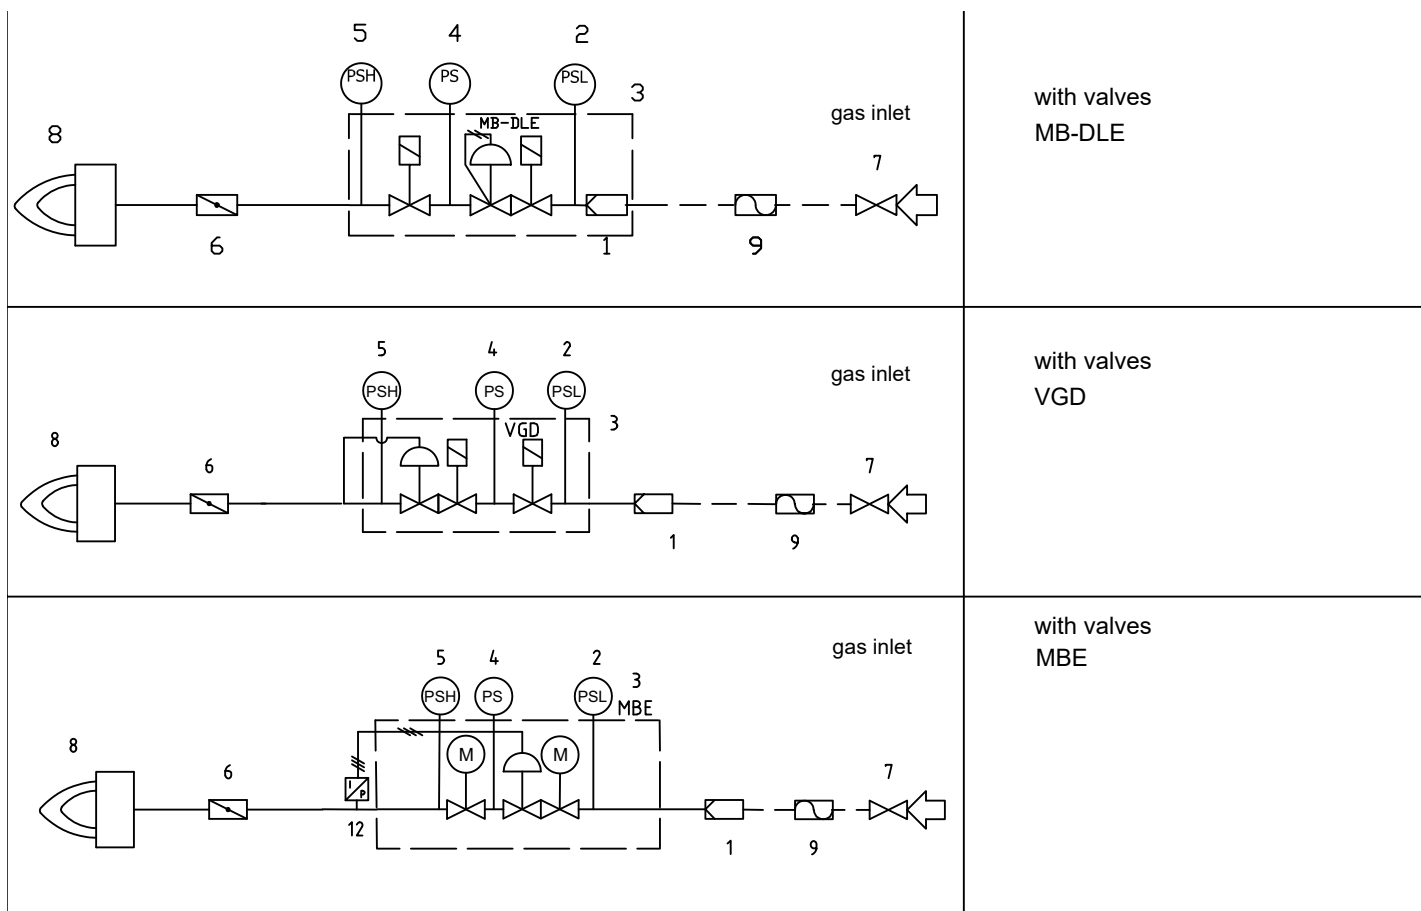 5 4 2
PSH PS PSL
3
MB-DLE
gas inlet
8
7
6
1
9
with valves
MB-DLE
5 4 2
PSH PS PSL
gas inlet
3
VGD
8
6
7
1
9
with valves
VGD
5 4 2
PSH PS PSL
gas inlet
3
MBE
8
M M
6
7
I
P
12
1
9
with valves
MBE